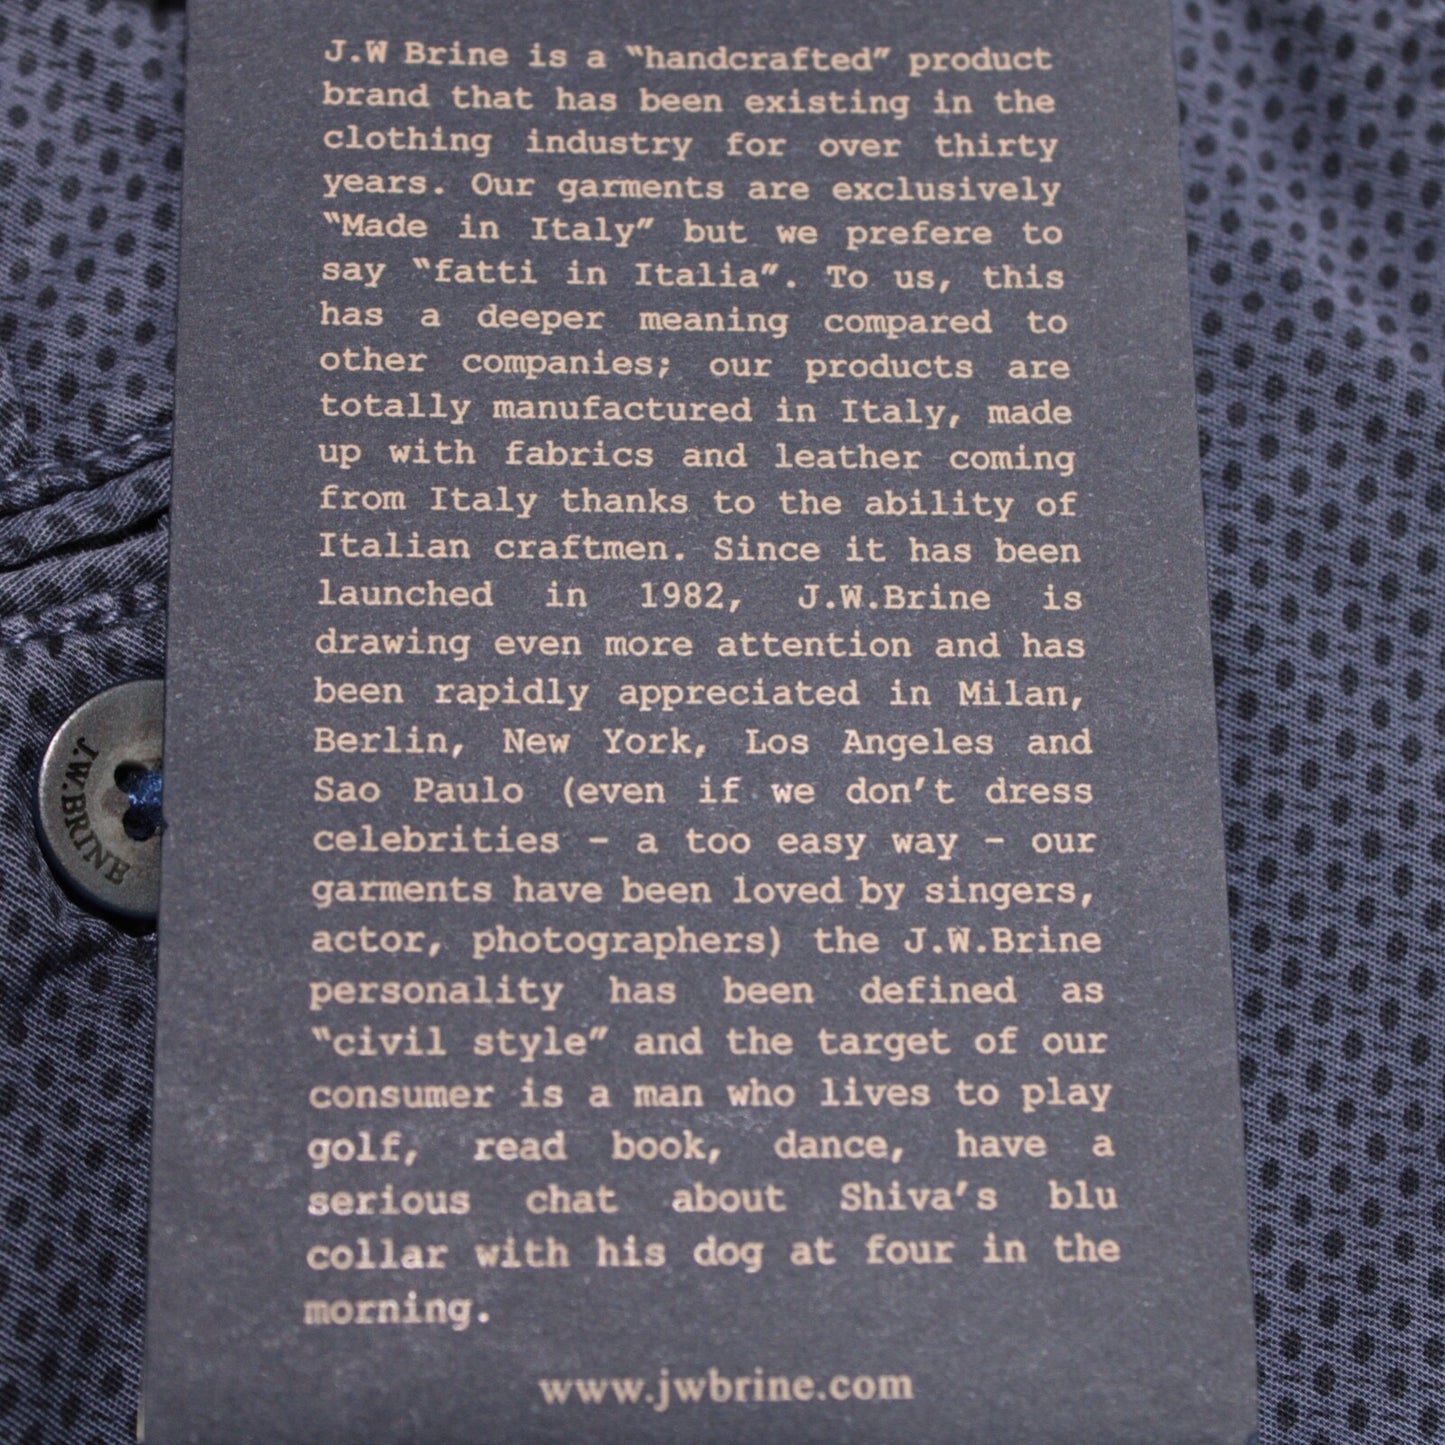 J.W Brine is a “handcrafted” product
brand that has been existing in the
clothing industry for over thirty
years. Our garments are exclusively
“Made in Italy” but we prefere to
say “fatti in Italia”. To us, this
has a deeper meaning compared to
other companies; our products are
totally manufactured in Italy, made
up with fabrics and leather coming
from Italy thanks to the ability of
Italian craftmen. Since it has been
launched in 1982, J.W.Brine is
drawing even more attention and has
been rapidly appreciated in Milan,
Berlin, New York, Los Angeles and
Sao Paulo (even if we don’t dress
celebrities – a too easy way – our
garments have been loved by singers,
actor, photographers) the J.W.Brine
personality has been defined as
“civil style” and the target of our
consumer is a man who lives to play
golf, read book, dance, have a
serious chat about Shiva’s blu
collar with his dog at four in the
morning.
www.jwbrine.com
J.W.BRINE